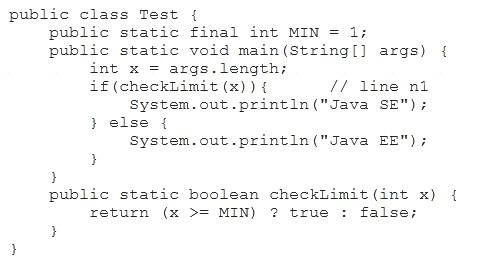 public class Test {
    public static final int MIN = 1;
    public static void main(String[] args) {
        int x = args.length;
        if(checkLimit(x)){      // line n1
            System.out.println("Java SE");
        } else {
            System.out.println("Java EE");
        }
    }
    public static boolean checkLimit(int x) {
        return (x >= MIN) ? true : false;
    }
}